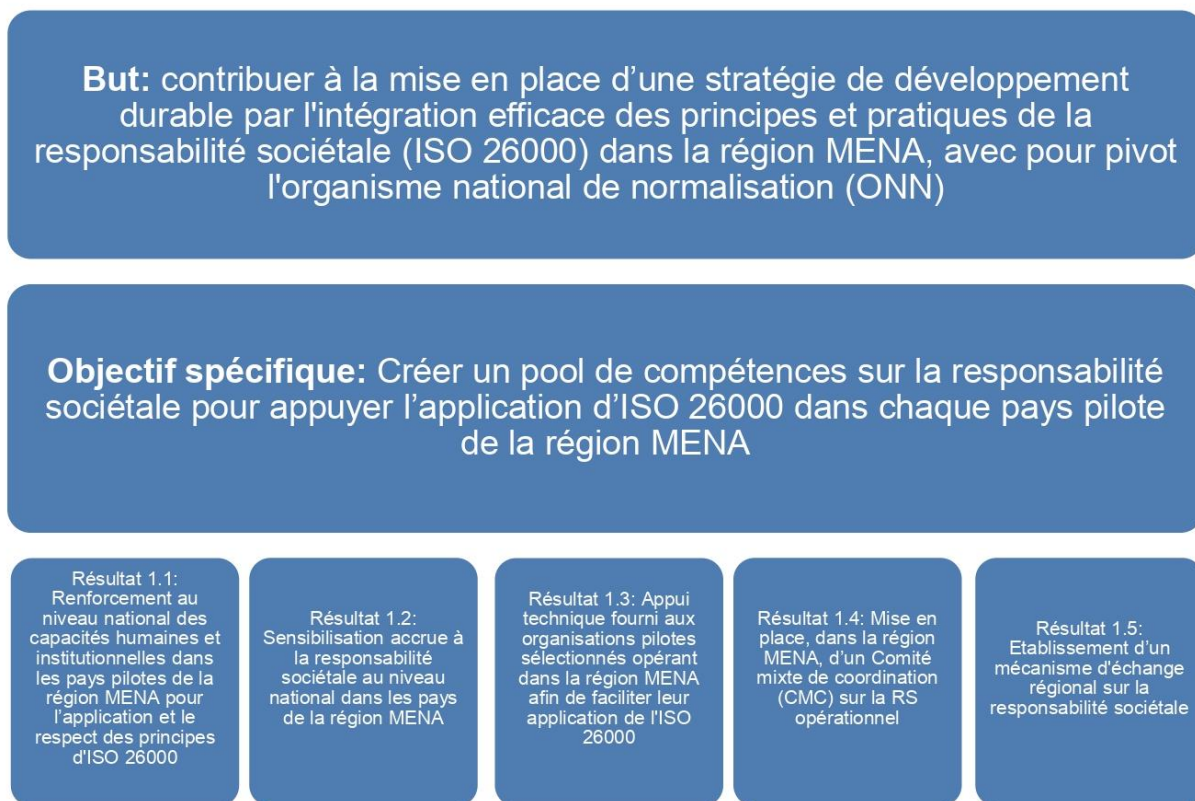 But: contribuer à la mise en place d’une stratégie de développement
durable par l'intégration efficace des principes et pratiques de la
responsabilité sociétale (ISO 26000) dans la région MENA, avec pour pivot
l'organisme national de normalisation (ONN)
Objectif spécifique: Créer un pool de compétences sur la responsabilité
sociétale pour appuyer l’application d’ISO 26000 dans chaque pays pilote
de la région MENA
Résultat 1.1:
Renforcement au
niveau national des
capacités humaines et
institutionnelles dans
les pays pilotes de la
région MENA pour
l’application et le
respect des principes
d'ISO 26000
Résultat 1.2:
Sensibilisation accrue à
la responsabilité
sociétale au niveau
national dans les pays
de la région MENA
Résultat 1.3: Appui
technique fourni aux
organisations pilotes
sélectionnés opérant
dans la région MENA
afin de faciliter leur
application de l'ISO
26000
Résultat 1.4: Mise en
place, dans la région
MENA, d’un Comité
mixte de coordination
(CMC) sur la RS
opérationnel
Résultat 1.5:
Etablissement d’un
mécanisme d'échange
régional sur la
responsabilité sociétale